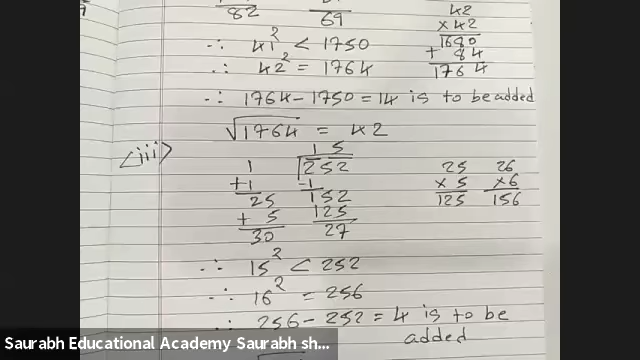 82
69
42
×42
1680
+ 84
1764
∴ 41² < 1750
∴ 42² = 1764
∴ 1764-1750=14 is to be added
√1764 = 42
<iii>
15
1 √252
+1 -1
25 152
+ 5 125
30 27
25 26
×5 ×6
125 156
∴ 15² < 252
∴ 16² = 256
∴ 256-252=4 is to be
added
Saurabh Educational Academy Saurabh sh...